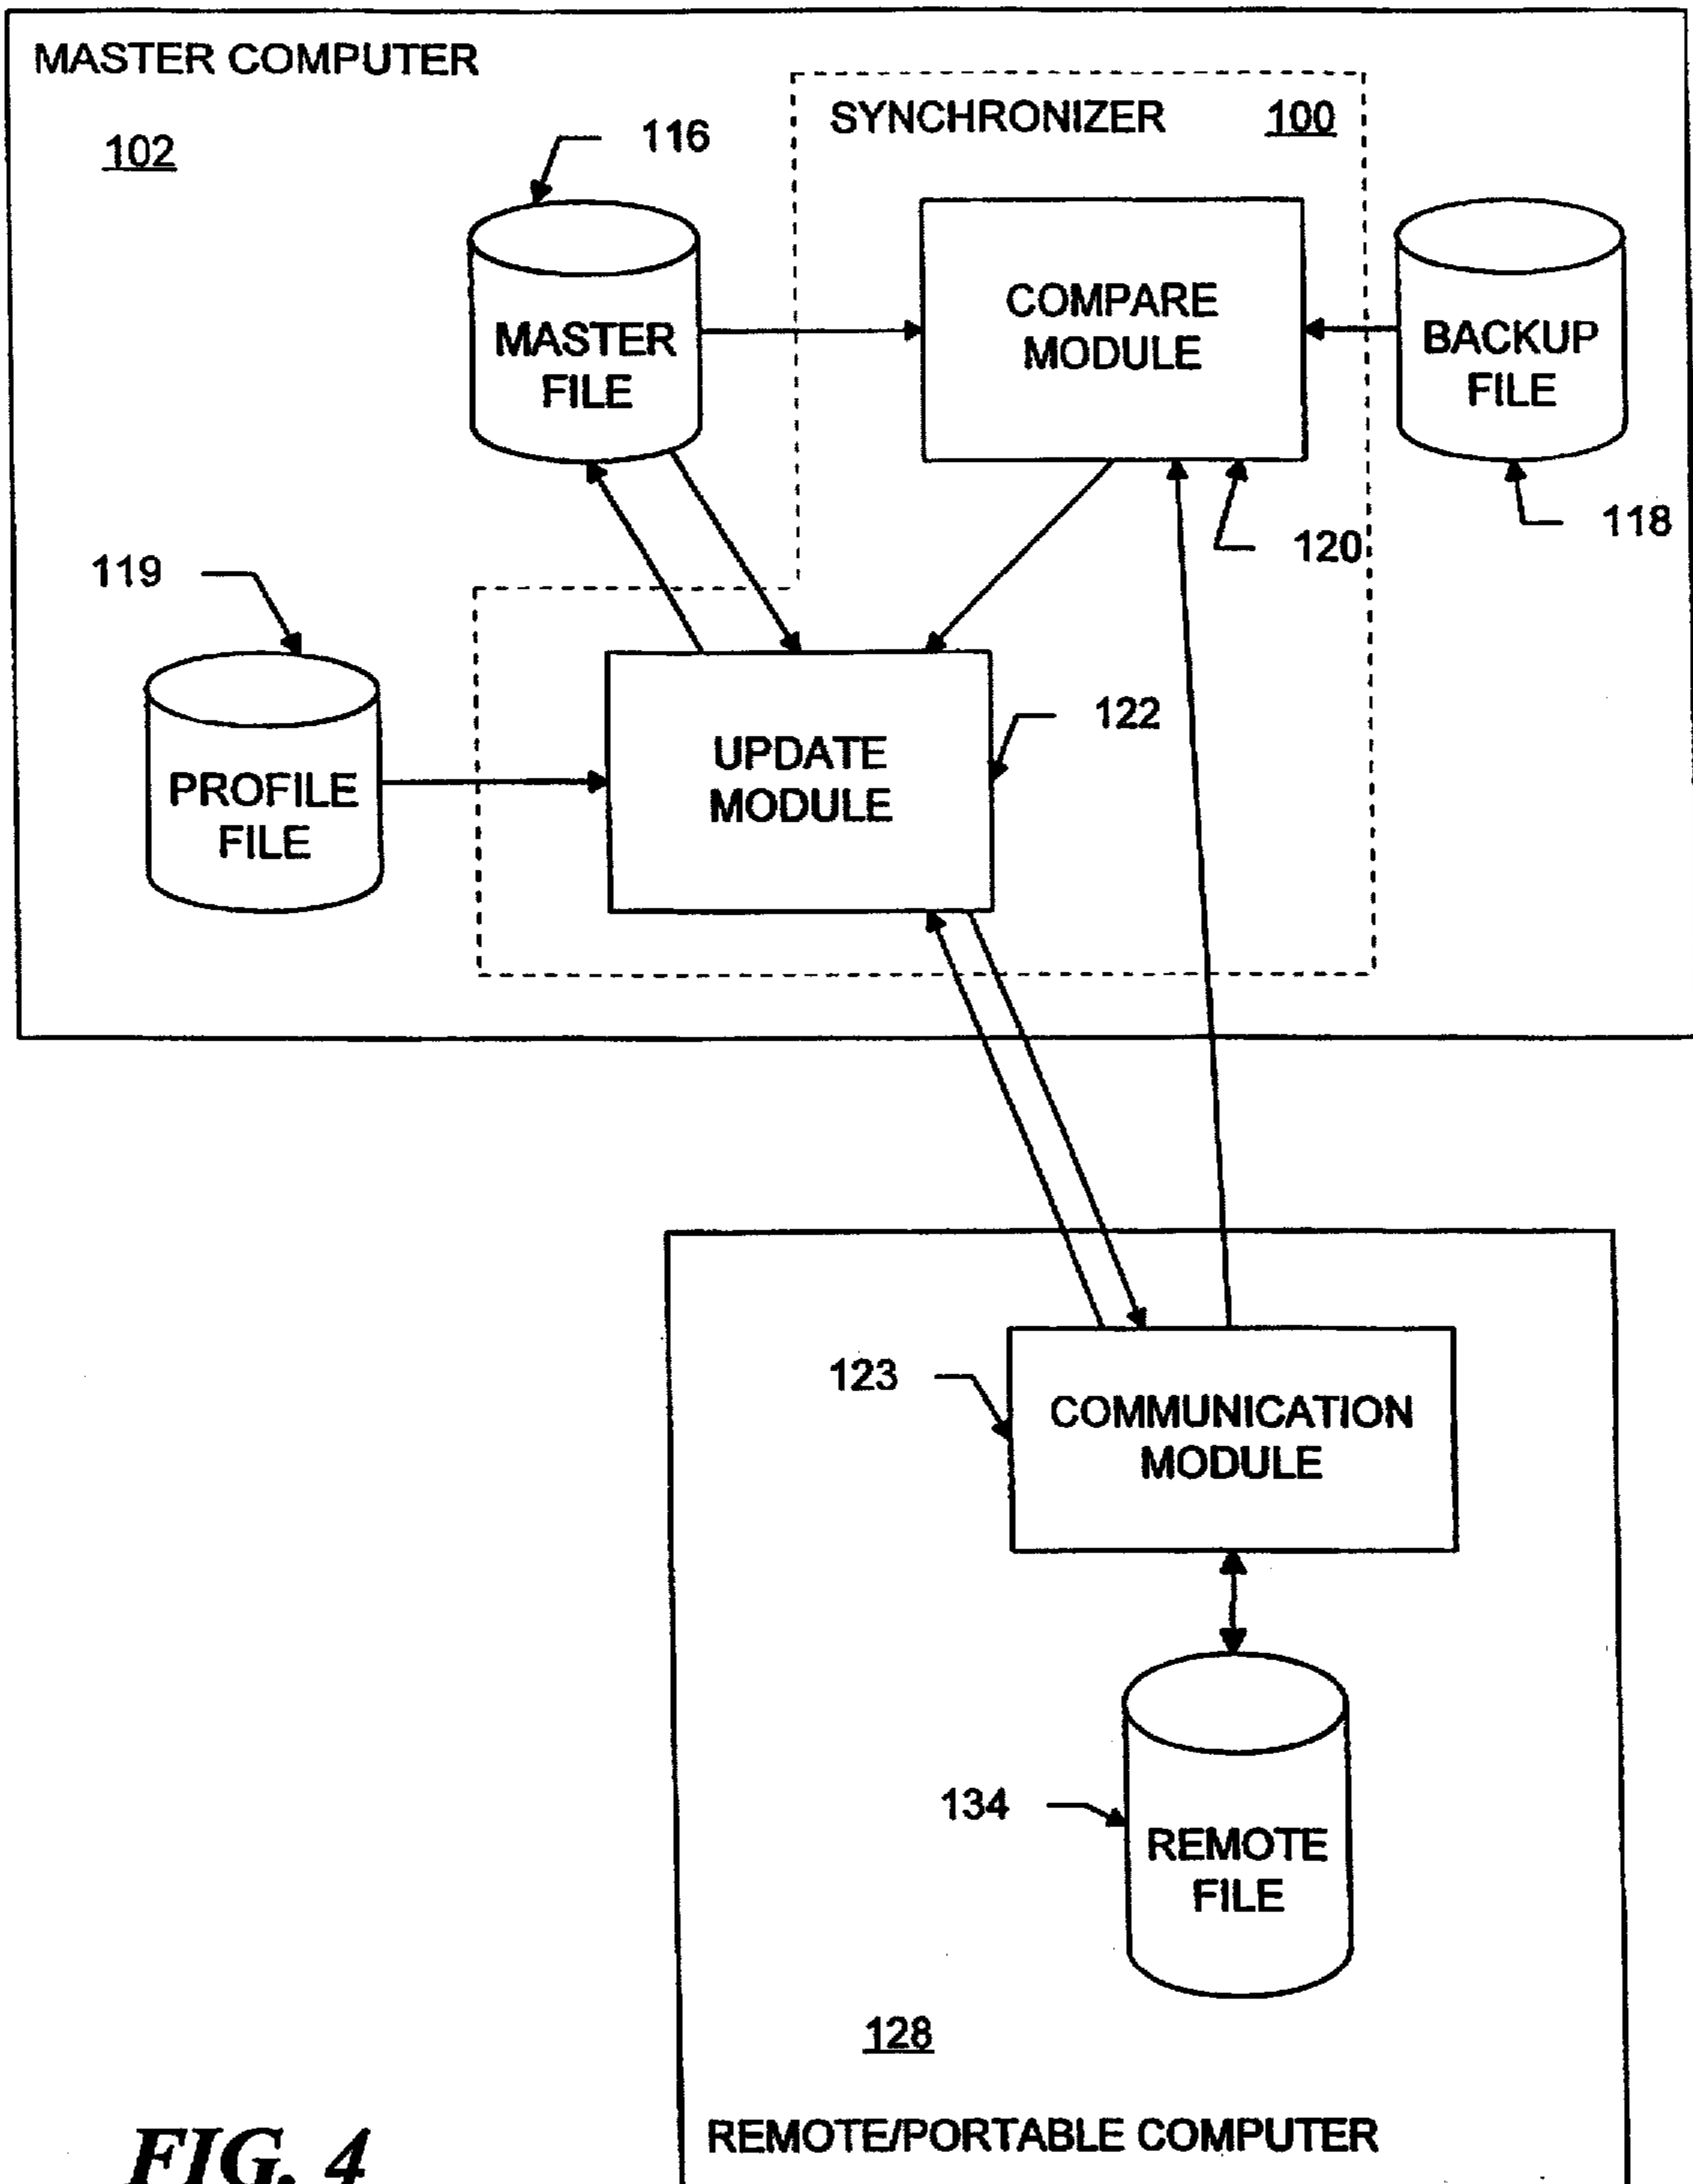 MASTER COMPUTER
102
SYNCHRONIZER 100
116
MASTER
FILE
COMPARE
MODULE
BACKUP
FILE
118
120
119
PROFILE
FILE
UPDATE
MODULE
122
123
COMMUNICATION
MODULE
134
REMOTE
FILE
128
REMOTE/PORTABLE COMPUTER
FIG. 4